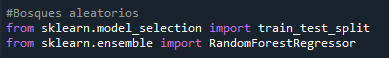 #Bosques aleatorios
from sklearn.model_selection import train_test_split
from sklearn.ensemble import RandomForestRegressor